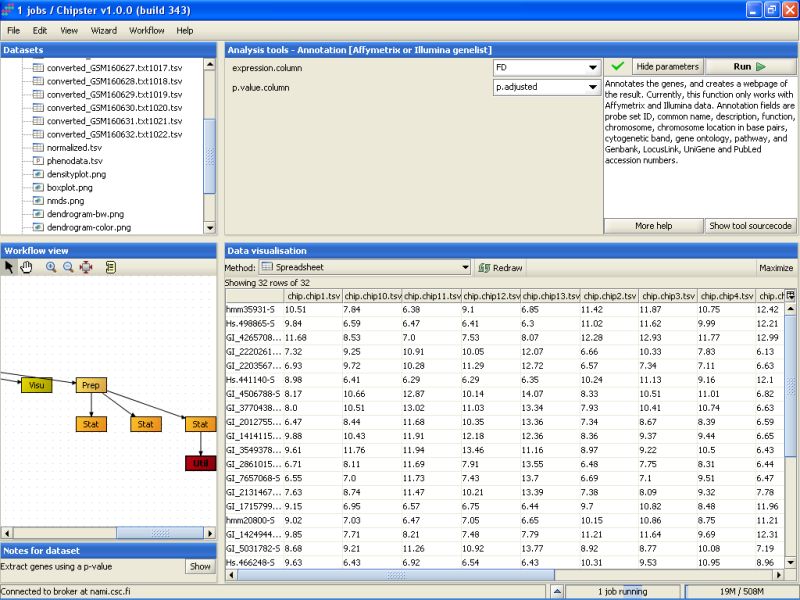 1 jobs / Chipster v1.0.0 (build 343)
File Edit View Wizard Workflow Help
Datasets
converted_GSM160627.txt1017.tsv
converted_GSM160628.txt1018.tsv
converted_GSM160629.txt1019.tsv
converted_GSM160630.txt1020.tsv
converted_GSM160631.txt1021.tsv
converted_GSM160632.txt1022.tsv
normalized.tsv
phenodata.tsv
densityplot.png
boxplot.png
nmds.png
dendrogram-bw.png
dendrogram-color.png
Analysis tools - Annotation [Affymetrix or Illumina genelist]
expression.column FD
p.value.column p.adjusted
Hide parameters Run
Annotates the genes, and creates a webpage of
the result. Currently, this function only works with
Affymetrix and Illumina data. Annotation fields are
probe set ID, common name, description, function,
chromosome, chromosome location in base pairs,
cytogenetic band, gene ontology, pathway, and
Genbank, LocusLink, UniGene and PubLed
accession numbers.
More help Show tool sourcecode
Workflow view
Visu Prep
Stat Stat Stat
Util
Notes for dataset
Extract genes using a p-value Show
Data visualisation
Method: Spreadsheet Redraw Maximize
Showing 32 rows of 32
chip.chip1.tsv chip.chip10.tsv chip.chip11.tsv chip.chip12.tsv chip.chip13.tsv chip.chip2.tsv chip.chip3.tsv chip.chip4.tsv chip.ch
hmm35931-S 10.51 7.84 6.38 9.1 6.85 11.42 11.87 10.75 12.42
Hs.498865-S 9.84 6.59 6.47 6.41 6.3 11.02 11.62 9.99 12.21
GI_4265708... 11.68 8.53 7.0 7.53 8.07 12.28 12.93 11.77 12.99
GI_2220261... 7.32 9.25 10.91 10.05 12.07 6.66 10.33 7.83 6.13
GI_2203567... 6.93 9.72 10.28 11.29 12.72 6.57 7.34 7.11 6.63
Hs.441140-S 8.98 6.41 6.29 6.29 6.35 10.24 11.13 9.16 12.1
GI_4506788-S 8.17 10.66 12.87 10.14 14.07 8.33 10.51 11.01 6.82
GI_3770438... 8.0 10.51 13.02 11.03 13.34 7.93 10.41 10.74 6.63
GI_2012755... 6.47 8.44 11.68 10.35 13.36 7.34 8.67 8.39 6.59
GI_1414115... 9.88 10.43 11.91 12.18 12.36 8.36 9.37 9.44 6.65
GI_3549378... 9.61 11.76 11.94 13.46 11.16 8.97 9.22 10.5 6.43
GI_2861015... 6.71 8.11 11.69 7.91 13.55 6.48 7.75 8.31 6.44
GI_7657068-S 6.55 7.0 11.73 7.43 13.7 6.69 7.1 9.51 6.47
GI_2131467... 7.63 8.74 11.47 10.21 13.39 7.38 8.09 9.32 7.78
GI_1715799... 9.15 6.95 6.57 6.75 6.44 9.7 10.82 8.48 11.96
hmm20800-S 9.02 7.03 6.47 7.05 6.65 10.15 10.86 8.75 11.21
GI_1424944... 9.85 7.71 8.21 7.48 7.79 11.21 11.64 9.69 12.31
GI_5031782-S 8.68 9.21 11.26 10.92 13.77 8.92 8.77 10.08 7.19
Hs.466248-S 9.63 6.43 6.92 6.54 6.43 10.31 9.53 10.95 8.96
Connected to broker at nami.csc.fi 1 job running 19M / 508M